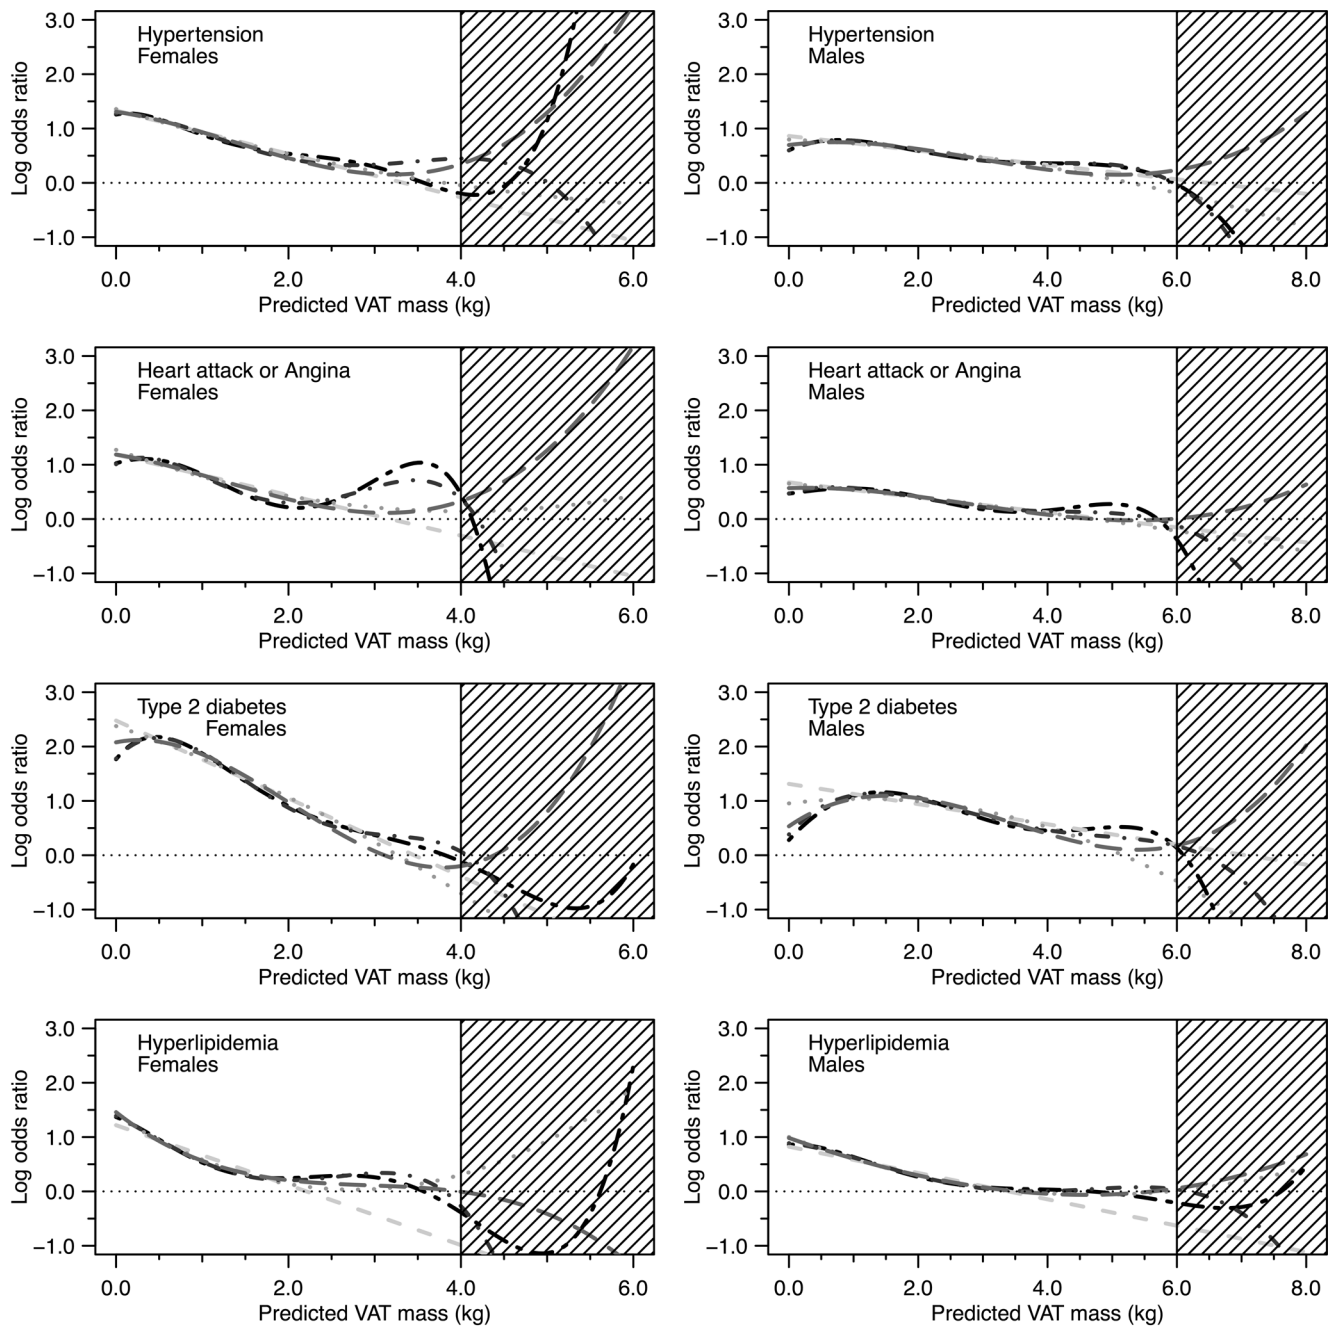 Hypertension
Females
Log odds ratio
3.0
2.0
1.0
0.0
−1.0
0.0 2.0 4.0 6.0
Predicted VAT mass (kg)
Hypertension
Males
Log odds ratio
3.0
2.0
1.0
0.0
−1.0
0.0 2.0 4.0 6.0 8.0
Predicted VAT mass (kg)
Heart attack or Angina
Females
Log odds ratio
3.0
2.0
1.0
0.0
−1.0
0.0 2.0 4.0 6.0
Predicted VAT mass (kg)
Heart attack or Angina
Males
Log odds ratio
3.0
2.0
1.0
0.0
−1.0
0.0 2.0 4.0 6.0 8.0
Predicted VAT mass (kg)
Type 2 diabetes
Females
Log odds ratio
3.0
2.0
1.0
0.0
−1.0
0.0 2.0 4.0 6.0
Predicted VAT mass (kg)
Type 2 diabetes
Males
Log odds ratio
3.0
2.0
1.0
0.0
−1.0
0.0 2.0 4.0 6.0 8.0
Predicted VAT mass (kg)
Hyperlipidemia
Females
Log odds ratio
3.0
2.0
1.0
0.0
−1.0
0.0 2.0 4.0 6.0
Predicted VAT mass (kg)
Hyperlipidemia
Males
Log odds ratio
3.0
2.0
1.0
0.0
−1.0
0.0 2.0 4.0 6.0 8.0
Predicted VAT mass (kg)